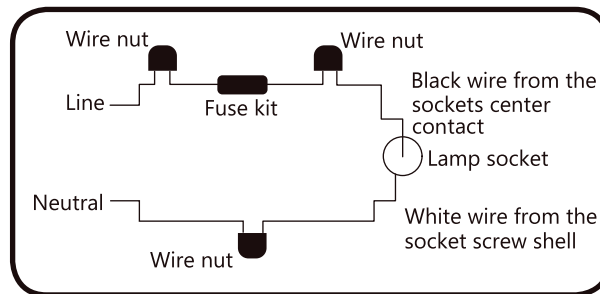 Wire nut
Wire nut
Line
Fuse kit
Black wire from the
sockets center
contact
Lamp socket
Neutral
White wire from the
socket screw shell
Wire nut